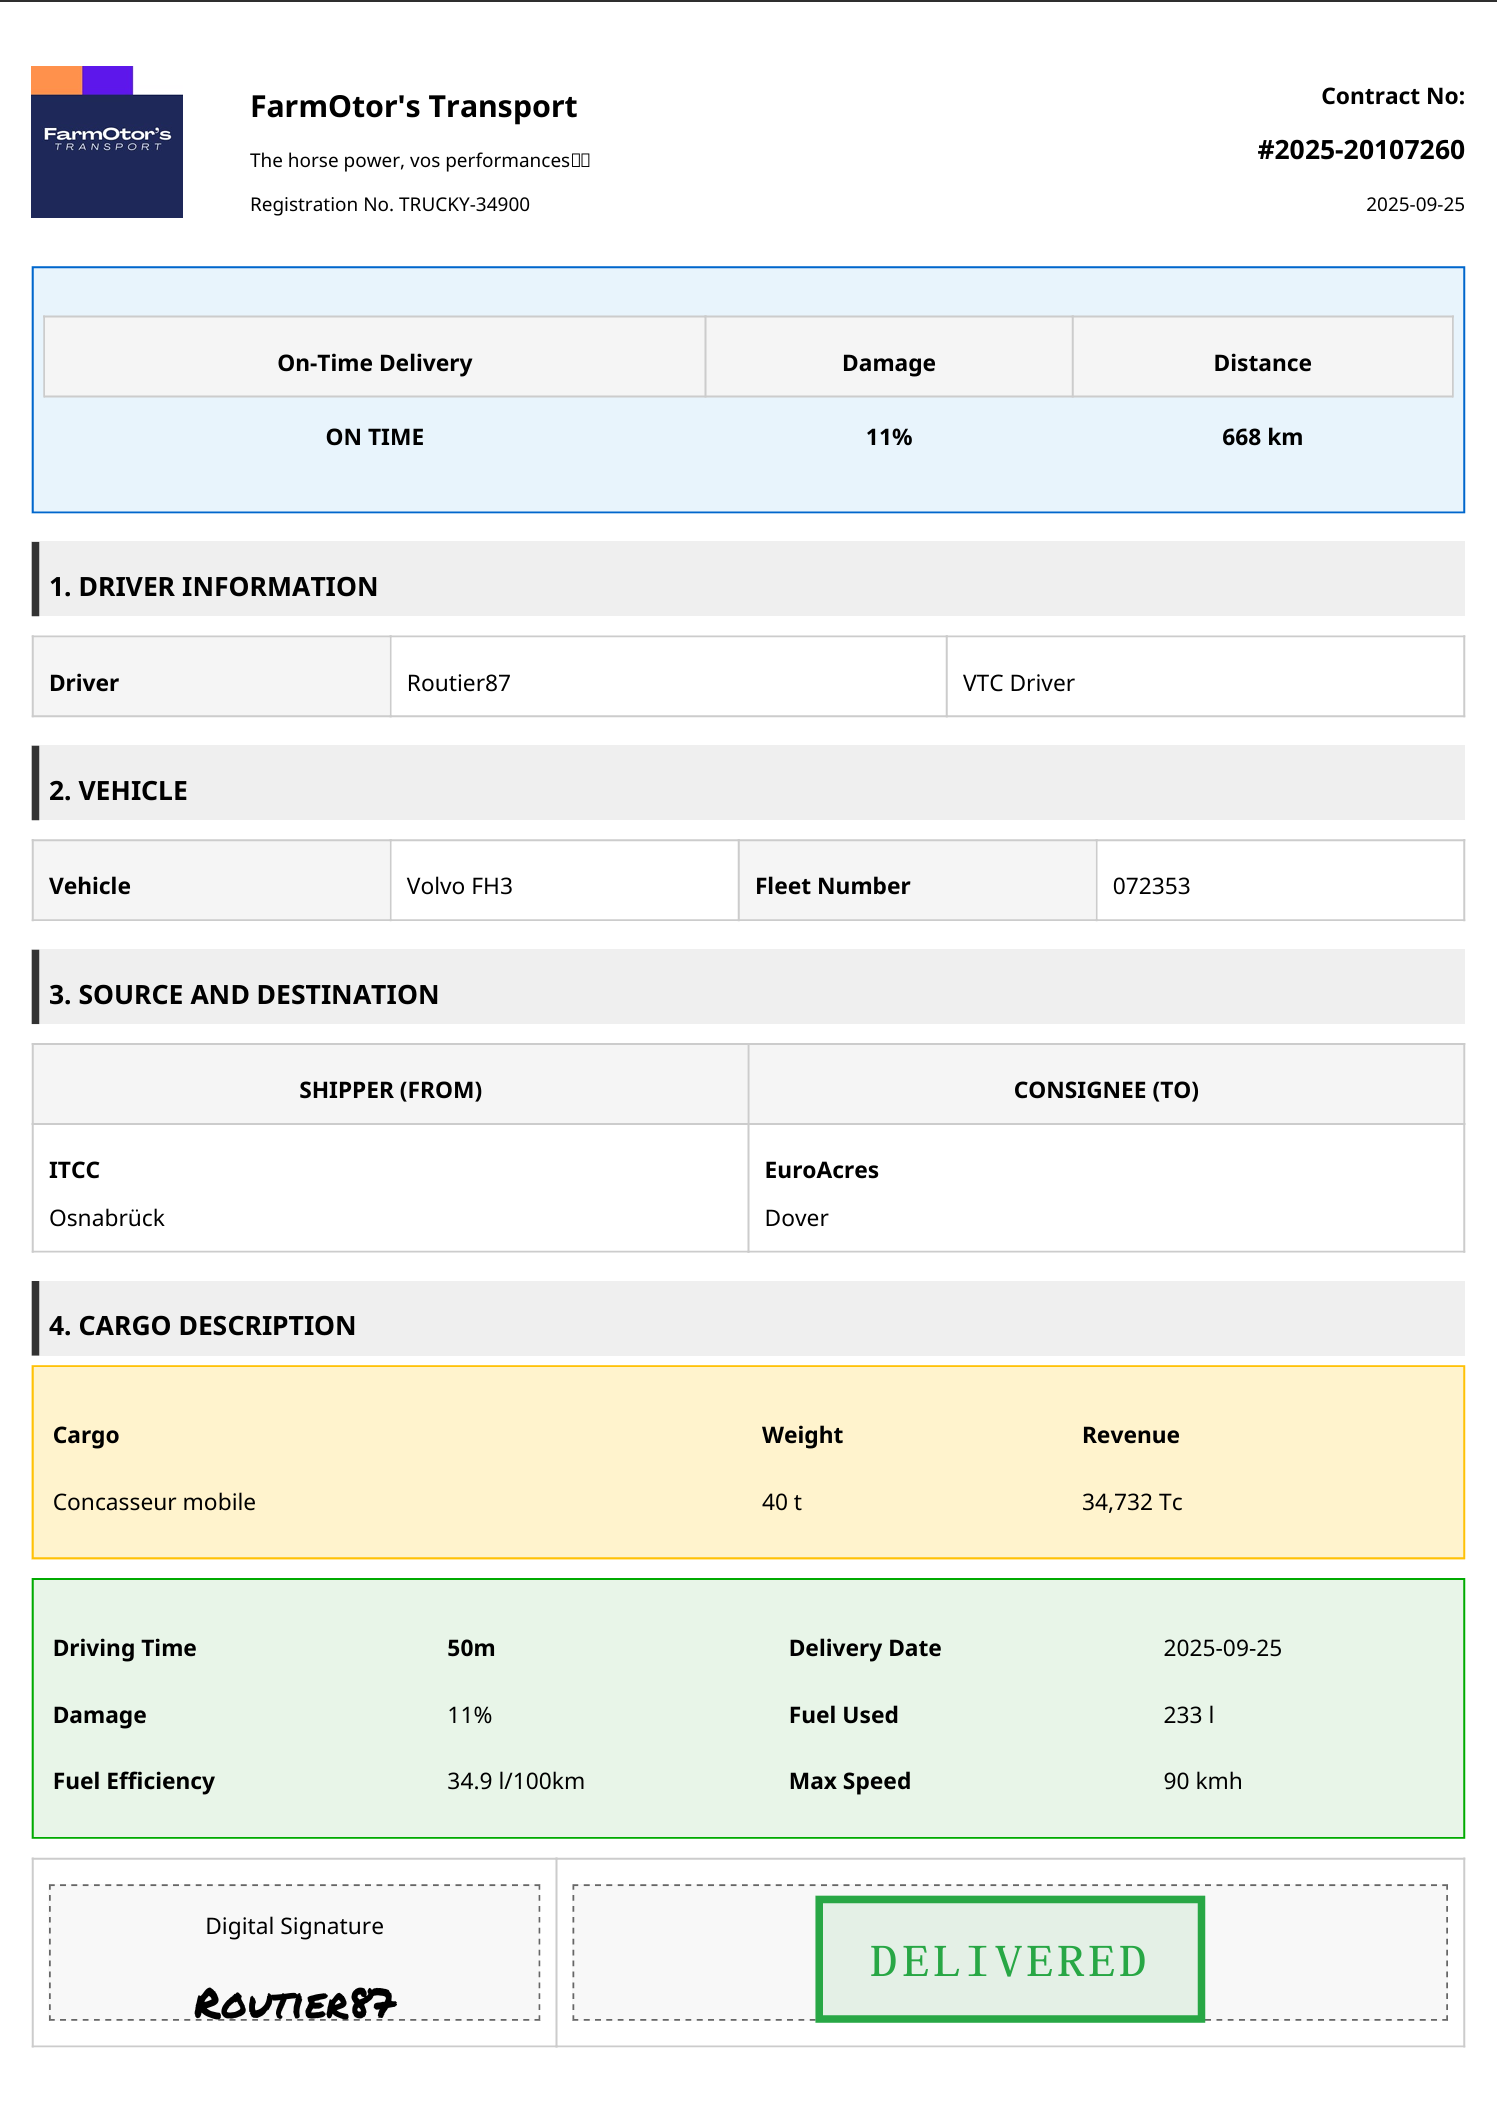 FarmOtor's
TRANSPORT
FarmOtor's Transport
The horse power, vos performances
Registration No. TRUCKY-34900
Contract No:
#2025-20107260
2025-09-25
On-Time Delivery Damage Distance
ON TIME 11% 668 km
1. DRIVER INFORMATION
Driver Routier87 VTC Driver
2. VEHICLE
Vehicle Volvo FH3 Fleet Number 072353
3. SOURCE AND DESTINATION
SHIPPER (FROM) CONSIGNEE (TO)
ITCC EuroAcres
Osnabrück Dover
4. CARGO DESCRIPTION
Cargo Weight Revenue
Concasseur mobile 40 t 34,732 Tc
Driving Time 50m Delivery Date 2025-09-25
Damage 11% Fuel Used 233 l
Fuel Efficiency 34.9 l/100km Max Speed 90 kmh
Digital Signature
Routier87
DELIVERED